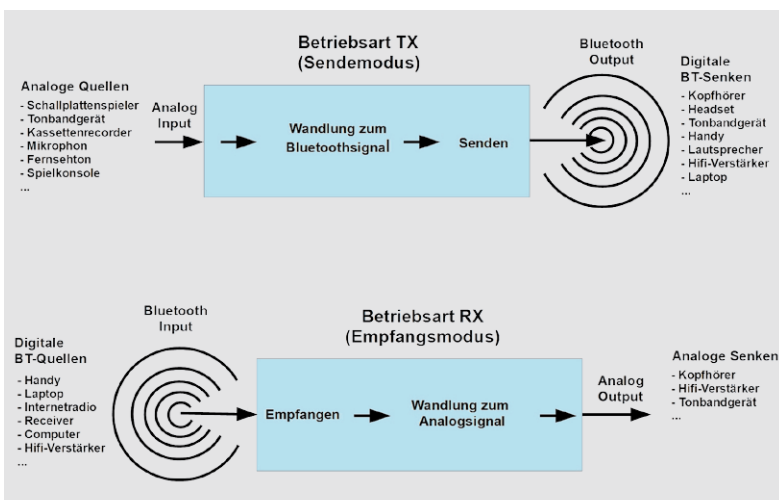 Betriebsart TX
(Sendemodus)
Bluetooth
Output
Analoge Quellen
- Schallplattenspieler
- Tonbandgerät
- Kassettenrecorder
- Mikrophon
- Fernsehton
- Spielkonsole
...
Analog
Input
Wandlung zum
Bluetoothsignal
Senden
Digitale
BT-Senken
- Kopfhörer
- Headset
- Tonbandgerät
- Handy
- Lautsprecher
- Hifi-Verstärker
- Laptop
...
Bluetooth
Input
Betriebsart RX
(Empfangsmodus)
Digitale
BT-Quellen
- Handy
- Laptop
- Internetradio
- Receiver
- Computer
- Hifi-Verstärker
...
Empfangen
Wandlung zum
Analogsignal
Analog
Output
Analoge Senken
- Kopfhörer
- Hifi-Verstärker
- Tonbandgerät
...